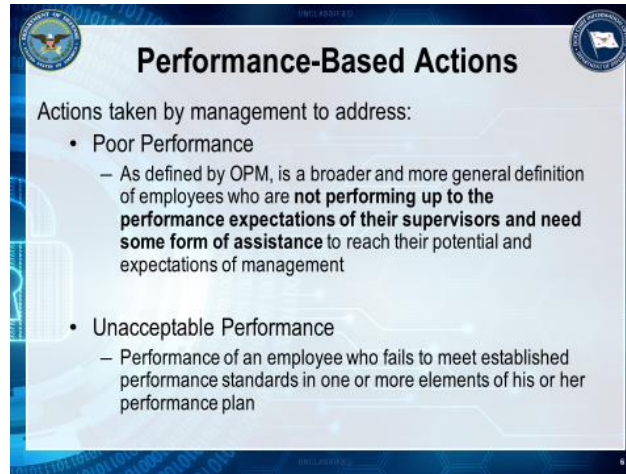 UNCLASSIFIED
Performance-Based Actions
Actions taken by management to address:
• Poor Performance
– As defined by OPM, is a broader and more general definition
of employees who are not performing up to the
performance expectations of their supervisors and need
some form of assistance to reach their potential and
expectations of management
• Unacceptable Performance
– Performance of an employee who fails to meet established
performance standards in one or more elements of his or her
performance plan
UNCLASSIFIED
6